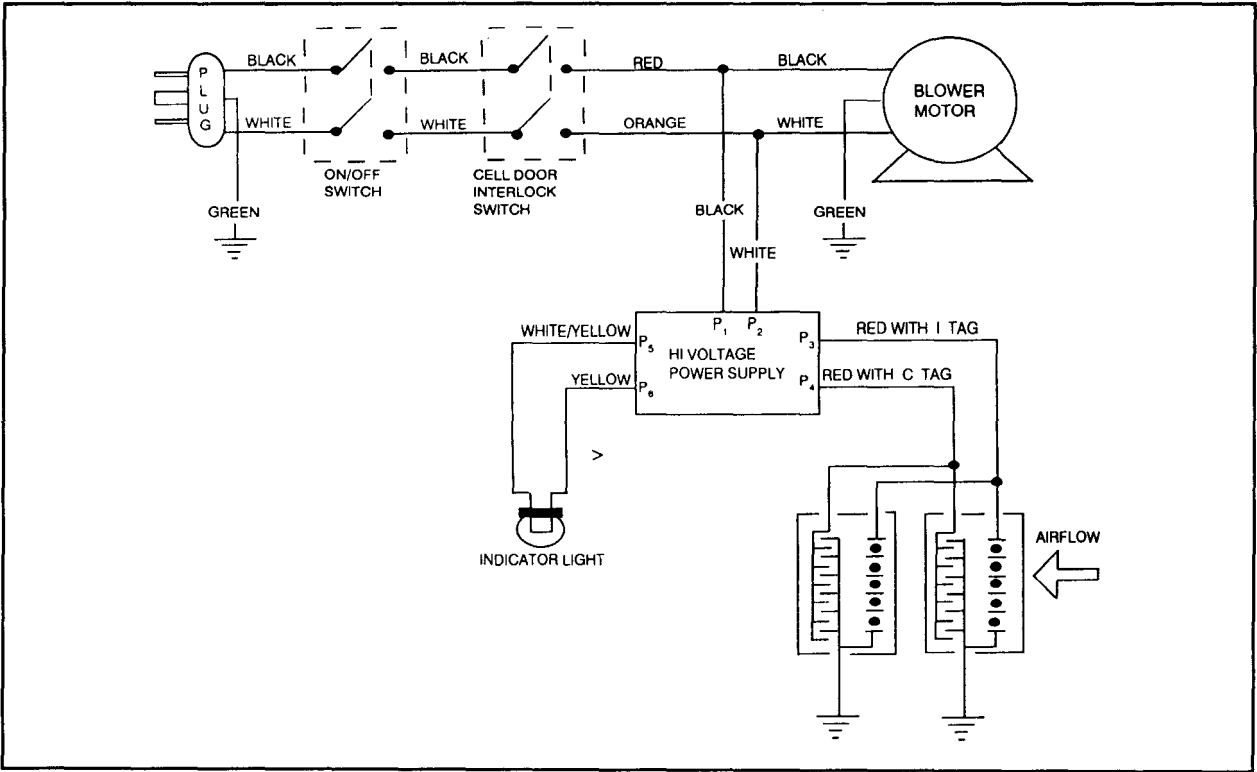 PLUG
BLACK
WHITE
GREEN
ON/OFF
SWITCH
BLACK
WHITE
CELL DOOR
INTERLOCK
SWITCH
RED
ORANGE
BLACK
WHITE
BLOWER
MOTOR
GREEN
BLACK
WHITE
P1 P2
HI VOLTAGE
POWER SUPPLY
P5
P6
P3
P4
WHITE/YELLOW
YELLOW
RED WITH I TAG
RED WITH C TAG
>
INDICATOR LIGHT
AIRFLOW